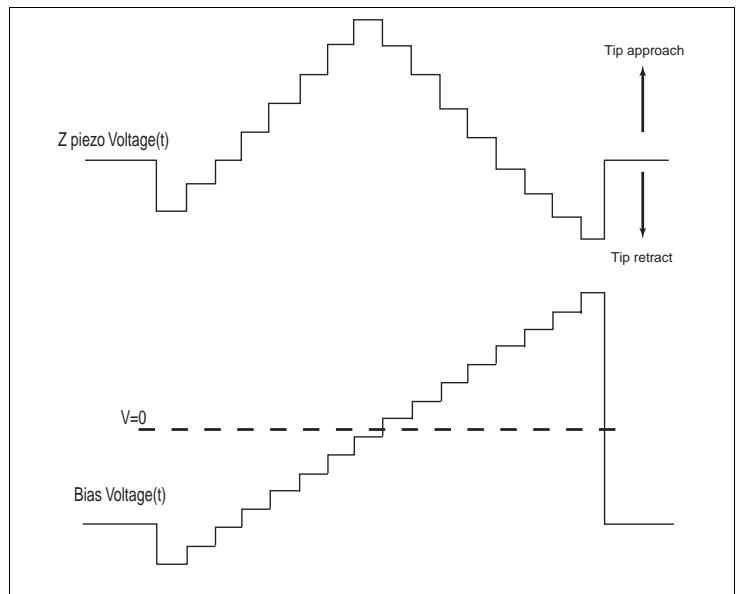 Tip approach
Z piezo Voltage(t)
Tip retract
V=0
Bias Voltage(t)